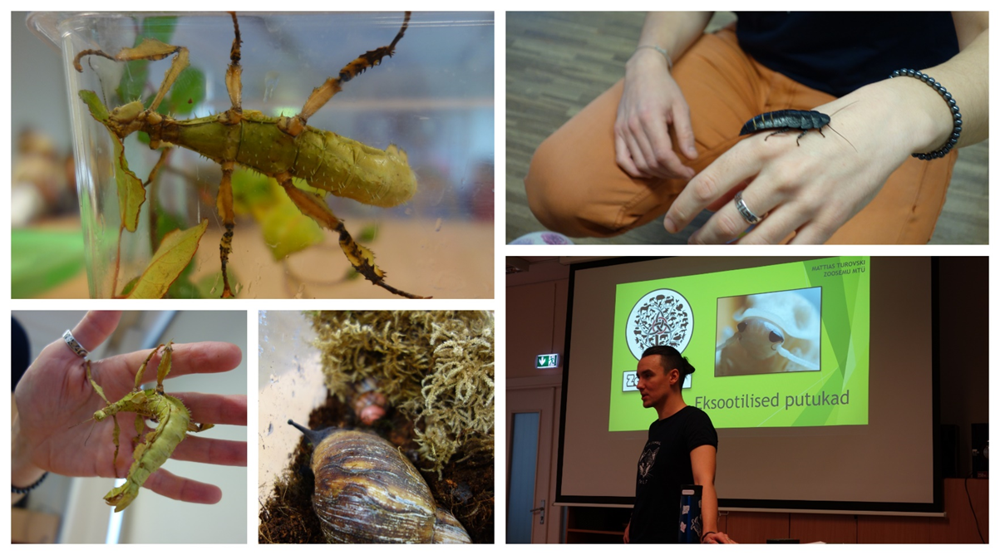 MATTIAS TUROVSKI
ZOOSEMU MTÜ
Eksootilised putukad